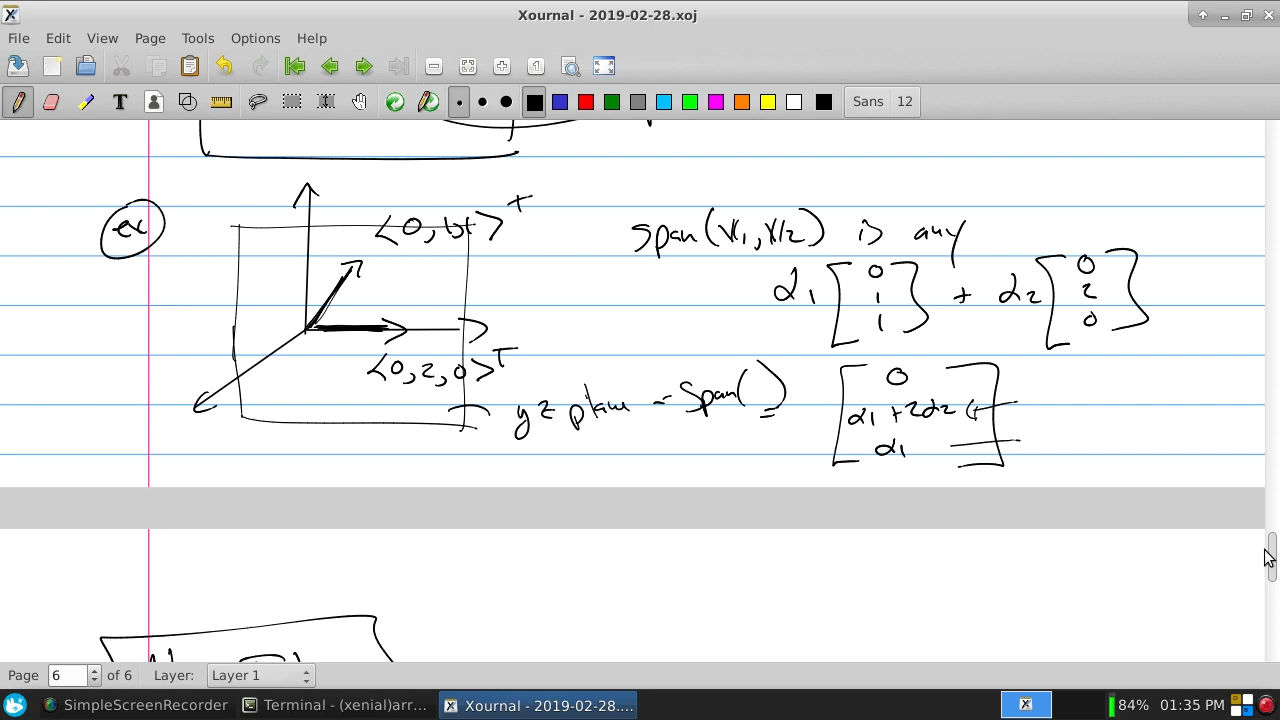 Xournal - 2019-02-28.xoj
File Edit View Page Tools Options Help
Sans 12
ex
<0, 1, 1>ᵀ
<0, 2, 0>ᵀ
span(v1, v2) is any
α1 [0 1 1] + α2 [0 2 0]
yz plane = Span( ) =
[0
α1 + 2α2
α1]
Page 6 of 6 Layer: Layer 1
SimpleScreenRecorder Terminal - (xenial)arr... Xournal - 2019-02-28.... 84% 01:35 PM